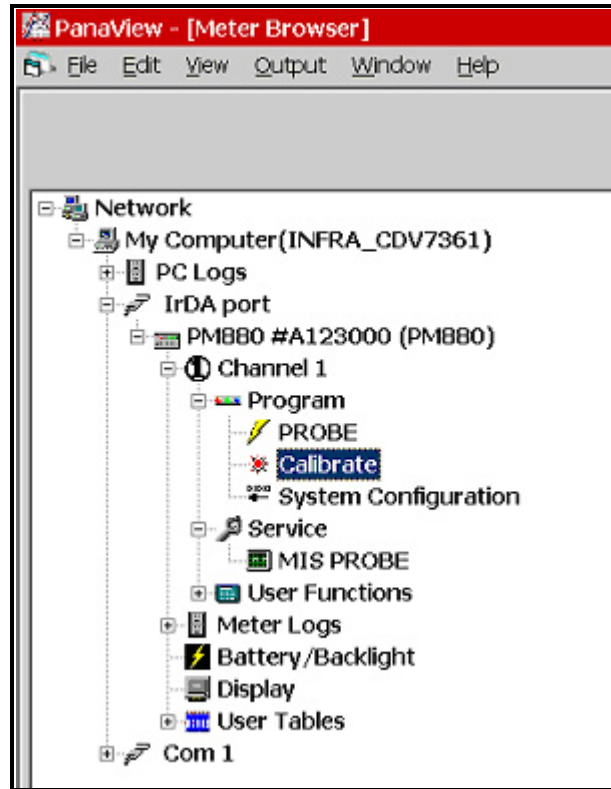 PanaView - [Meter Browser]
File Edit View Output Window Help
Network
My Computer(INFRA_CDV7361)
PC Logs
IrDA port
PM880 #A123000 (PM880)
Channel 1
Program
PROBE
Calibrate
System Configuration
Service
MIS PROBE
User Functions
Meter Logs
Battery/Backlight
Display
User Tables
Com 1